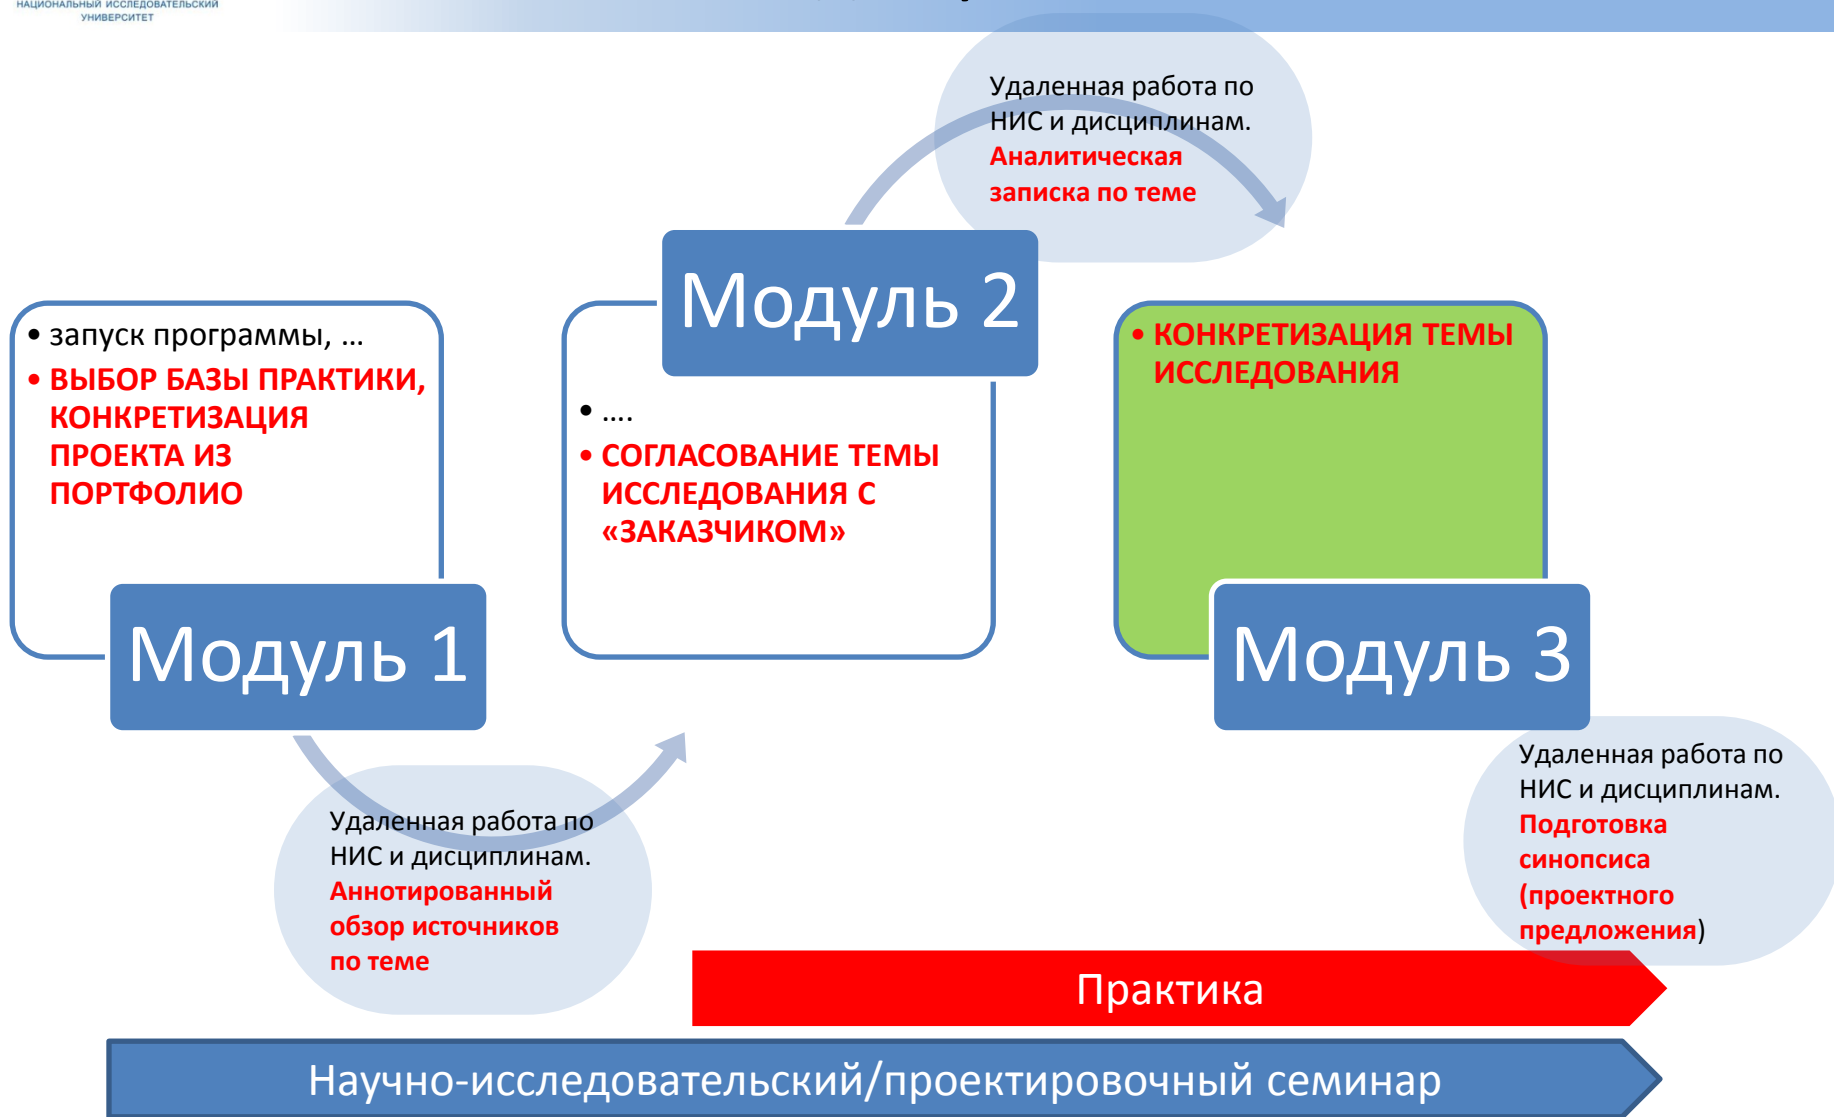 НАЦИОНАЛЬНЫЙ ИССЛЕДОВАТЕЛЬСКИЙ
УНИВЕРСИТЕТ
Удаленная работа по
НИС и дисциплинам.
Аналитическая
записка по теме
Модуль 2
• запуск программы, ...
• ВЫБОР БАЗЫ ПРАКТИКИ,
КОНКРЕТИЗАЦИЯ
ПРОЕКТА ИЗ
ПОРТФОЛИО
Модуль 1
• ....
• СОГЛАСОВАНИЕ ТЕМЫ
ИССЛЕДОВАНИЯ С
«ЗАКАЗЧИКОМ»
• КОНКРЕТИЗАЦИЯ ТЕМЫ
ИССЛЕДОВАНИЯ
Модуль 3
Удаленная работа по
НИС и дисциплинам.
Аннотированный
обзор источников
по теме
Удаленная работа по
НИС и дисциплинам.
Подготовка
синопсиса
(проектного
предложения)
Практика
Научно-исследовательский/проектировочный семинар